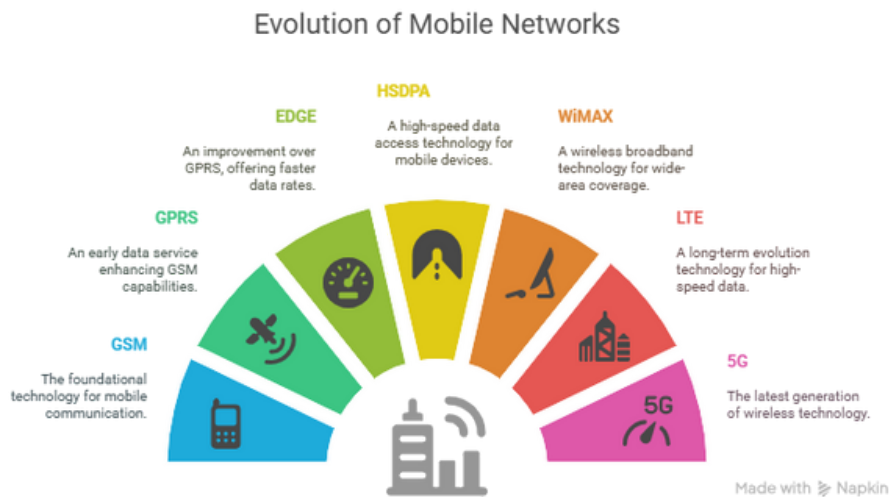 Evolution of Mobile Networks
HSDPA
A high-speed data
access technology for
mobile devices.
EDGE
An improvement over
GPRS, offering faster
data rates.
WiMAX
A wireless broadband
technology for wide-
area coverage.
GPRS
An early data service
enhancing GSM
capabilities.
LTE
A long-term evolution
technology for high-
speed data.
GSM
The foundational
technology for mobile
communication.
5G
The latest generation
of wireless technology.
5G
Made with Napkin